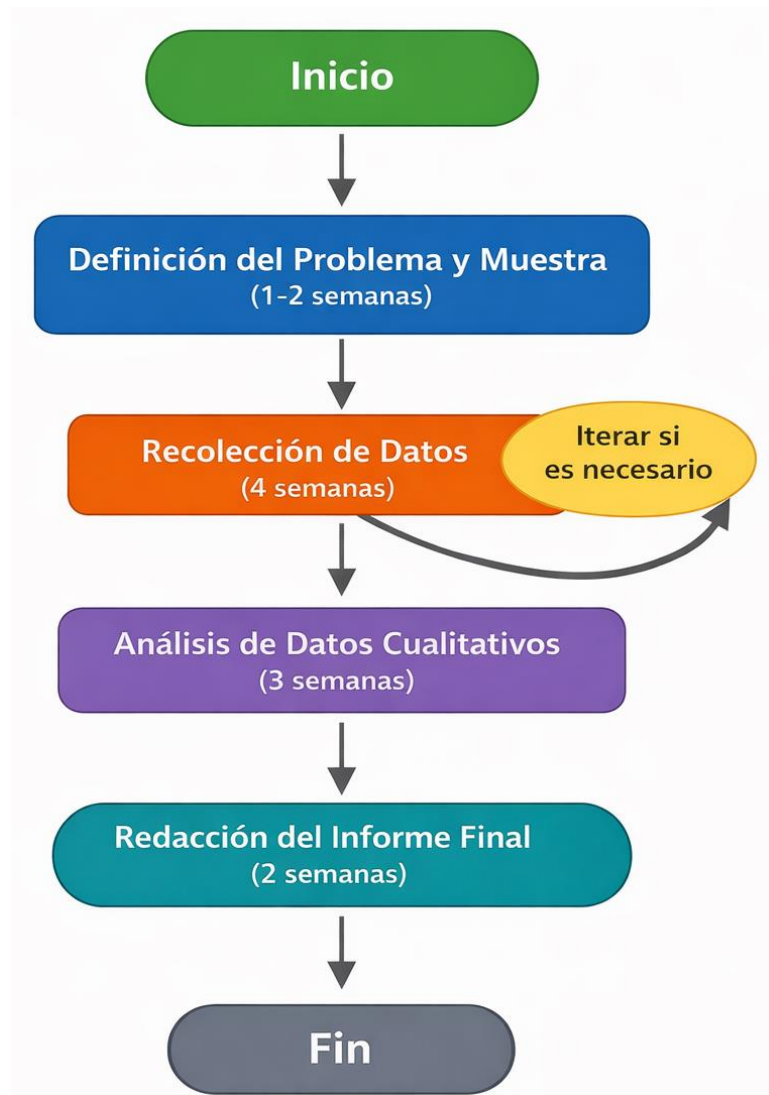 Inicio
Definición del Problema y Muestra
(1-2 semanas)
Recolección de Datos
(4 semanas)
Iterar si
es necesario
Análisis de Datos Cualitativos
(3 semanas)
Redacción del Informe Final
(2 semanas)
Fin